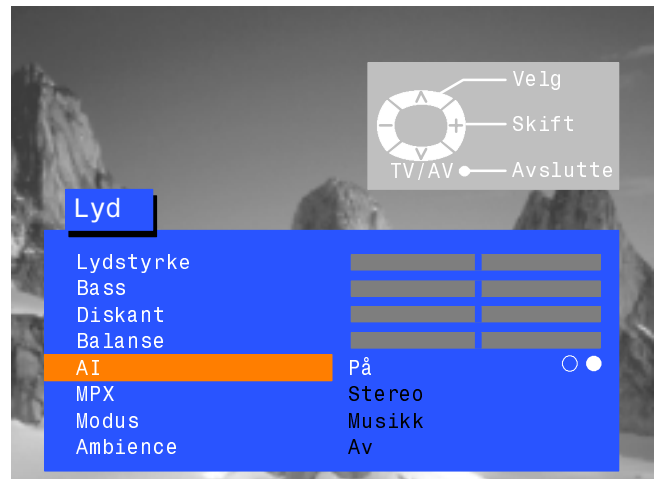 Velg
Skift
TV/AV Avslutte
Lyd
Lydstyrke
Bass
Diskant
Balanse
AI På
MPX Stereo
Modus Musikk
Ambience Av